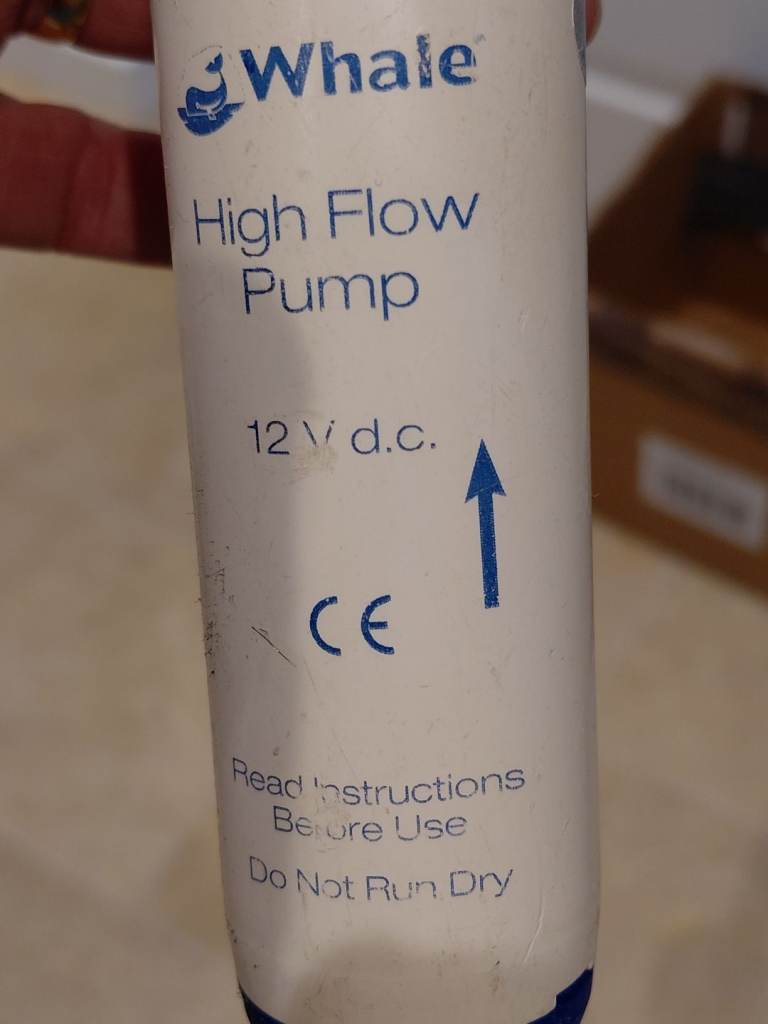 Whale
High Flow
Pump
12 V d.c.
CE
Read Instructions
Before Use
Do Not Run Dry